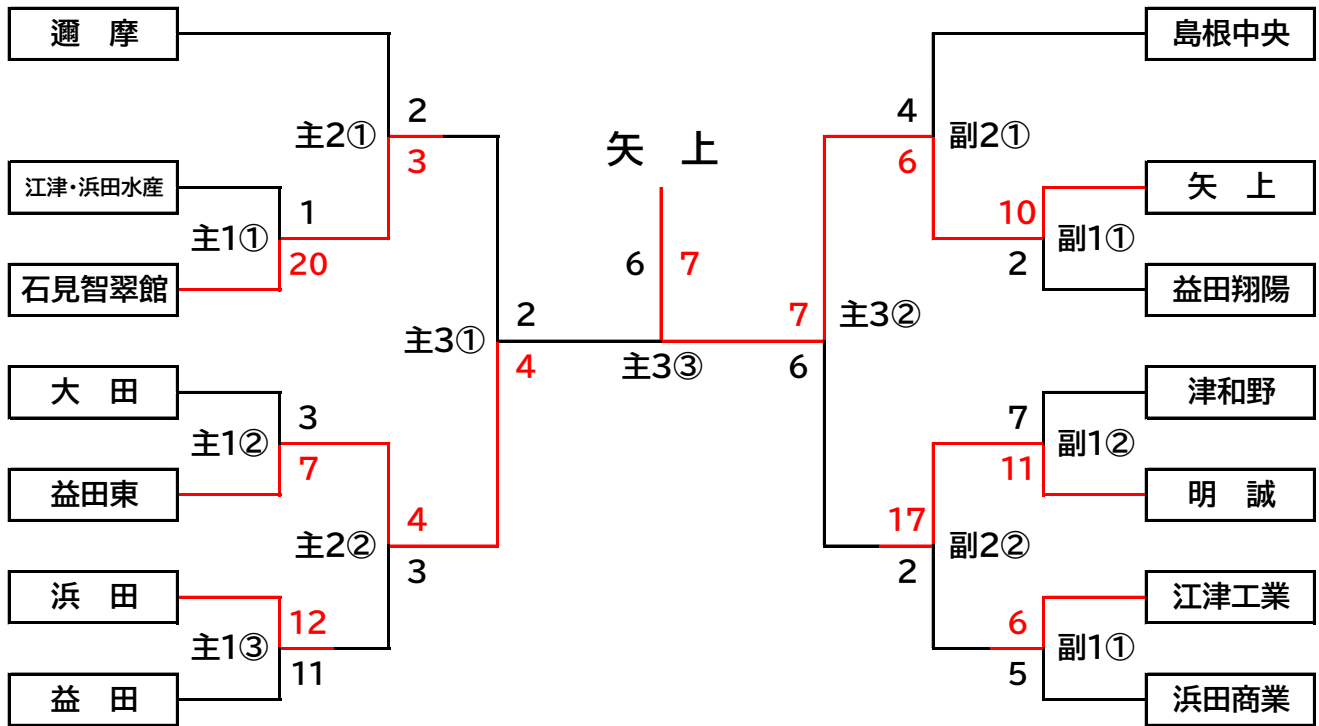 邇　摩
島根中央
2
4
主2①
矢　上
副2①
3
6
江津・浜田水産
矢　上
1
10
主1①
副1①
20
2
石見智翠館
益田翔陽
6
7
2
7
主3①
主3②
4
主3③
6
大　田
津和野
3
7
主1②
副1②
7
11
益田東
明　誠
4
17
主2②
副2②
3
2
浜　田
江津工業
12
6
主1③
副1①
11
5
益　田
浜田商業